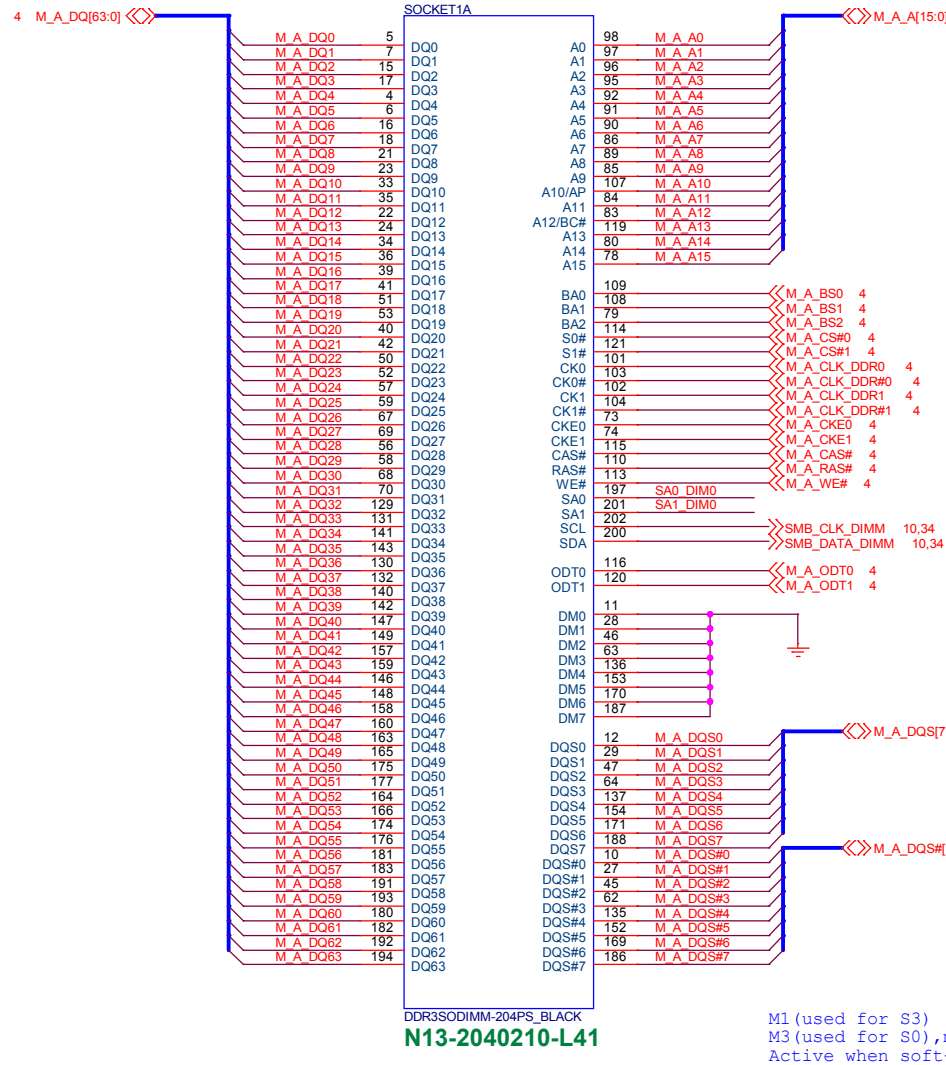 4 M_A_DQ[63:0]
SOCKET1A
M_A_A[15:0]
M_A_DQ0 5 DQ0
M_A_DQ1 7 DQ1
M_A_DQ2 15 DQ2
M_A_DQ3 17 DQ3
M_A_DQ4 4 DQ4
M_A_DQ5 6 DQ5
M_A_DQ6 16 DQ6
M_A_DQ7 18 DQ7
M_A_DQ8 21 DQ8
M_A_DQ9 23 DQ9
M_A_DQ10 33 DQ10
M_A_DQ11 35 DQ11
M_A_DQ12 22 DQ12
M_A_DQ13 24 DQ13
M_A_DQ14 34 DQ14
M_A_DQ15 36 DQ15
M_A_DQ16 39 DQ16
M_A_DQ17 41 DQ17
M_A_DQ18 51 DQ18
M_A_DQ19 53 DQ19
M_A_DQ20 40 DQ20
M_A_DQ21 42 DQ21
M_A_DQ22 50 DQ22
M_A_DQ23 52 DQ23
M_A_DQ24 57 DQ24
M_A_DQ25 59 DQ25
M_A_DQ26 67 DQ26
M_A_DQ27 69 DQ27
M_A_DQ28 56 DQ28
M_A_DQ29 58 DQ29
M_A_DQ30 68 DQ30
M_A_DQ31 70 DQ31
M_A_DQ32 129 DQ32
M_A_DQ33 131 DQ33
M_A_DQ34 141 DQ34
M_A_DQ35 143 DQ35
M_A_DQ36 130 DQ36
M_A_DQ37 132 DQ37
M_A_DQ38 140 DQ38
M_A_DQ39 142 DQ39
M_A_DQ40 147 DQ40
M_A_DQ41 149 DQ41
M_A_DQ42 157 DQ42
M_A_DQ43 159 DQ43
M_A_DQ44 146 DQ44
M_A_DQ45 148 DQ45
M_A_DQ46 158 DQ46
M_A_DQ47 160 DQ47
M_A_DQ48 163 DQ48
M_A_DQ49 165 DQ49
M_A_DQ50 175 DQ50
M_A_DQ51 177 DQ51
M_A_DQ52 164 DQ52
M_A_DQ53 166 DQ53
M_A_DQ54 174 DQ54
M_A_DQ55 176 DQ55
M_A_DQ56 181 DQ56
M_A_DQ57 183 DQ57
M_A_DQ58 191 DQ58
M_A_DQ59 193 DQ59
M_A_DQ60 180 DQ60
M_A_DQ61 182 DQ61
M_A_DQ62 192 DQ62
M_A_DQ63 194 DQ63
A0 98 M_A_A0
A1 97 M_A_A1
A2 96 M_A_A2
A3 95 M_A_A3
A4 92 M_A_A4
A5 91 M_A_A5
A6 90 M_A_A6
A7 86 M_A_A7
A8 89 M_A_A8
A9 85 M_A_A9
A10/AP 107 M_A_A10
A11 84 M_A_A11
A12/BC# 83 M_A_A12
A13 119 M_A_A13
A14 80 M_A_A14
A15 78 M_A_A15
BA0 109 M_A_BS0 4
BA1 108 M_A_BS1 4
BA2 79 M_A_BS2 4
S0# 114 M_A_CS#0 4
S1# 121 M_A_CS#1 4
CK0 101 M_A_CLK_DDR0 4
CK0# 103 M_A_CLK_DDR#0 4
CK1 102 M_A_CLK_DDR1 4
CK1# 104 M_A_CLK_DDR#1 4
CKE0 73 M_A_CKE0 4
CKE1 74 M_A_CKE1 4
CAS# 115 M_A_CAS# 4
RAS# 110 M_A_RAS# 4
WE# 113 M_A_WE# 4
SA0 197 SA0_DIM0
SA1 201 SA1_DIM0
SCL 202 SMB_CLK_DIMM 10,34
SDA 200 SMB_DATA_DIMM 10,34
ODT0 116 M_A_ODT0 4
ODT1 120 M_A_ODT1 4
DM0 11
DM1 28
DM2 46
DM3 63
DM4 136
DM5 153
DM6 170
DM7 187
M_A_DQS[7
DQS0 12 M_A_DQS0
DQS1 29 M_A_DQS1
DQS2 47 M_A_DQS2
DQS3 64 M_A_DQS3
DQS4 137 M_A_DQS4
DQS5 154 M_A_DQS5
DQS6 171 M_A_DQS6
DQS7 188 M_A_DQS7
M_A_DQS#[
DQS#0 10 M_A_DQS#0
DQS#1 27 M_A_DQS#1
DQS#2 45 M_A_DQS#2
DQS#3 62 M_A_DQS#3
DQS#4 135 M_A_DQS#4
DQS#5 152 M_A_DQS#5
DQS#6 169 M_A_DQS#6
DQS#7 186 M_A_DQS#7
DDR3SODIMM-204PS_BLACK
N13-2040210-L41
M1(used for S3)
M3(used for S0),
Active when soft